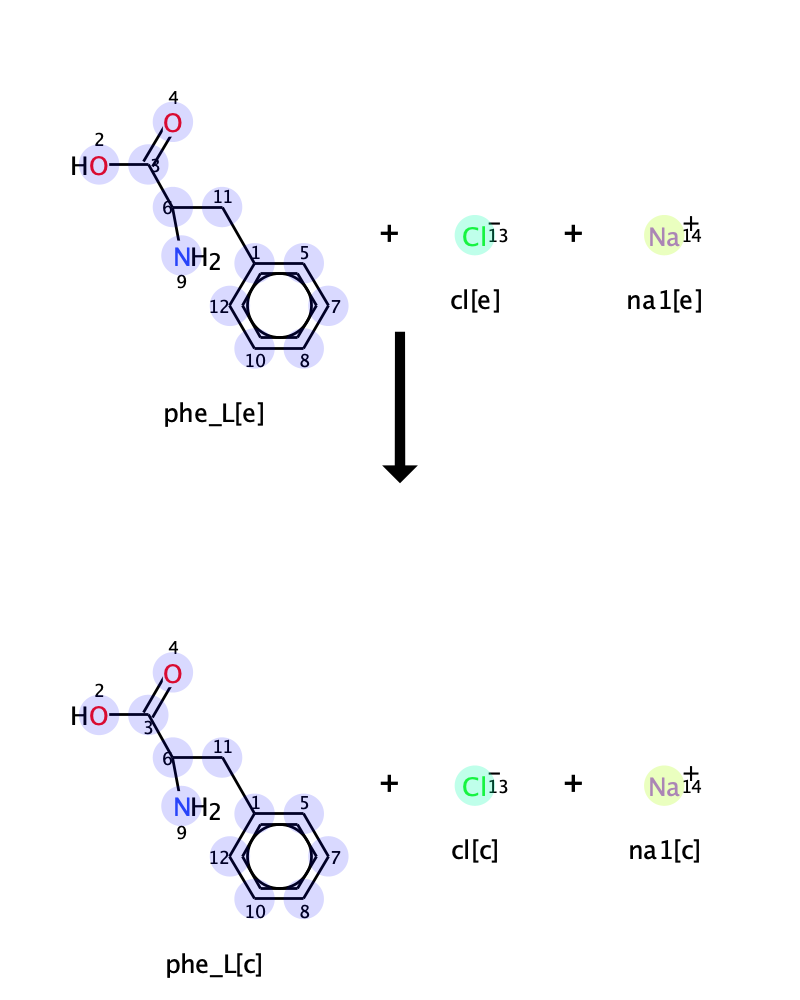 4
2
HO
O
3
6
11
+
Cl⁻ 13
+
Na⁺ 14
NH₂
9
1
5
12
7
cl[e]
na1[e]
10
8
phe_L[e]
4
2
HO
O
3
6
11
+
Cl⁻ 13
+
Na⁺ 14
NH₂
9
1
5
12
7
cl[c]
na1[c]
10
8
phe_L[c]